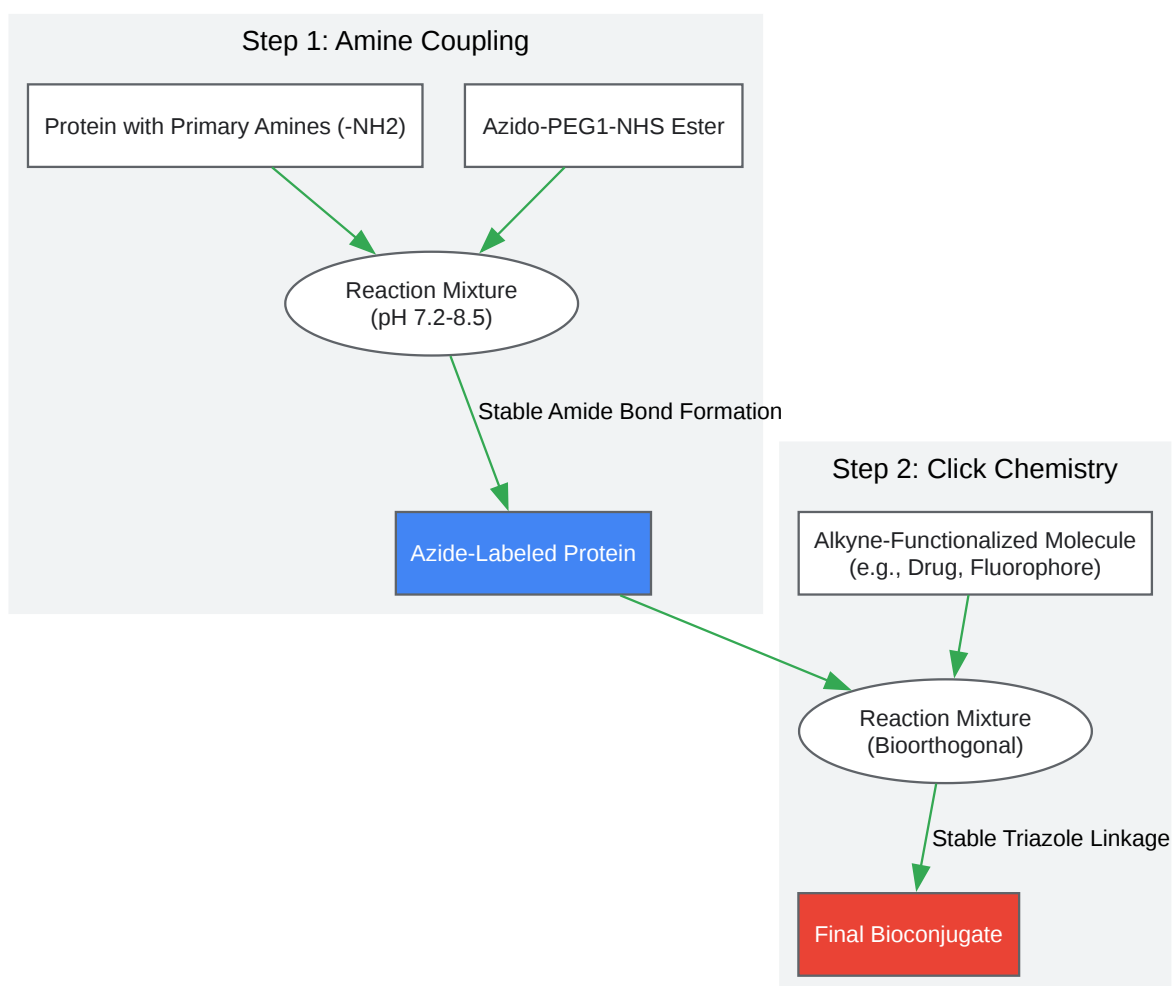 Step 1: Amine Coupling
Protein with Primary Amines (-NH2)
Azido-PEG1-NHS Ester
Reaction Mixture
(pH 7.2-8.5)
Stable Amide Bond Formation
Azide-Labeled Protein
Step 2: Click Chemistry
Alkyne-Functionalized Molecule
(e.g., Drug, Fluorophore)
Reaction Mixture
(Bioorthogonal)
Stable Triazole Linkage
Final Bioconjugate